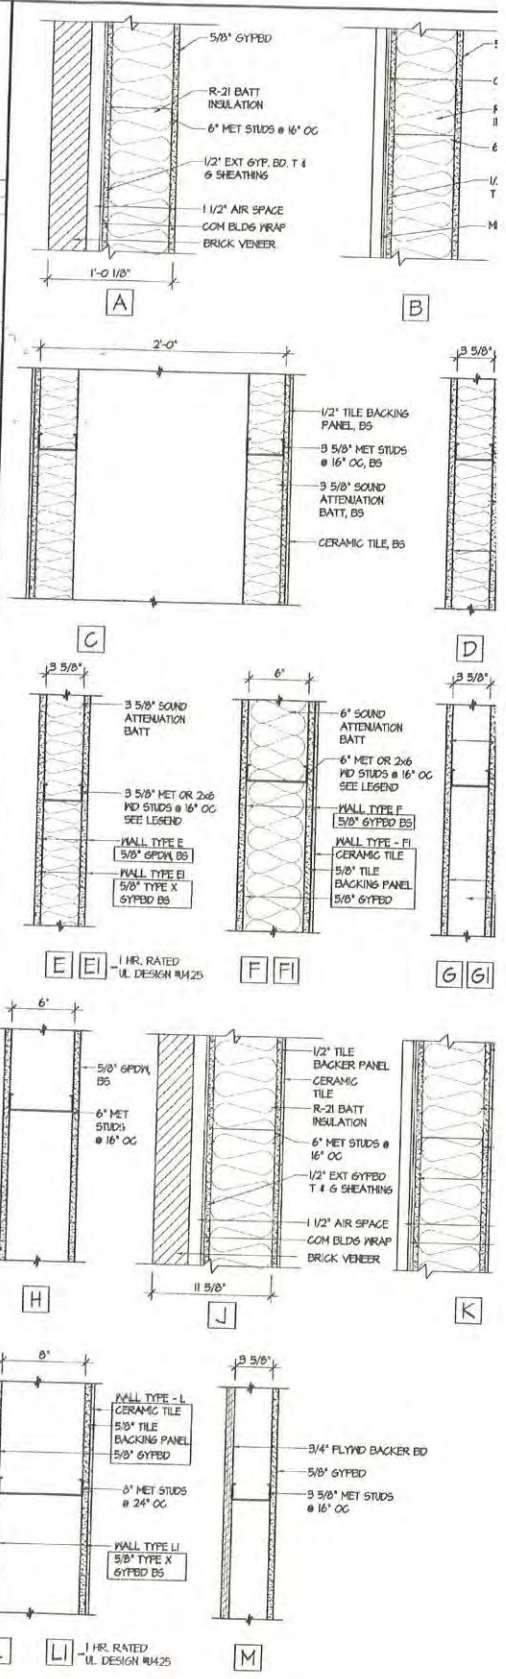 5/8" GYPBD
R-21 BATT
INSULATION
6" MET STUDS @ 16" OC
1/2" EXT GYP. BD. T &
G SHEATHING
1 1/2" AIR SPACE
COM BLDG WRAP
BRICK VENEER
1'-0 1/8"
A
B
2'-0"
3 5/8"
1/2" TILE BACKING
PANEL, BS
3 5/8" MET STUDS
@ 16" OC, BS
3 5/8" SOUND
ATTENUATION
BATT, BS
CERAMIC TILE, BS
C
D
3 5/8"
3 5/8" SOUND
ATTENUATION
BATT
3 5/8" MET OR 2x6
WD STUDS @ 16" OC
SEE LEGEND
WALL TYPE E
5/8" GPDW, BS
WALL TYPE E1
5/8" TYPE X
GYPBD BS
E E1 - 1 HR. RATED
UL DESIGN #U425
6"
6" SOUND
ATTENUATION
BATT
6" MET OR 2x6
WD STUDS @ 16" OC
SEE LEGEND
WALL TYPE F
5/8" GYPBD BS
WALL TYPE - F1
CERAMIC TILE
5/8" TILE
BACKING PANEL
5/8" GYPBD
F F1
3 5/8"
G G1
6"
5/8" GPDW,
BS
6" MET
STUDS
@ 16" OC
H
1/2" TILE
BACKER PANEL
CERAMIC
TILE
R-21 BATT
INSULATION
6" MET STUDS @
16" OC
1/2" EXT GYPBD
T & G SHEATHING
1 1/2" AIR SPACE
COM BLDG WRAP
BRICK VENEER
11 5/8"
J
K
8"
WALL TYPE - L
CERAMIC TILE
5/8" TILE
BACKING PANEL
5/8" GYPBD
8" MET STUDS
@ 24" OC
WALL TYPE L1
5/8" TYPE X
GYPBD BS
L1 - 1 HR. RATED
UL DESIGN #U425
3 5/8"
3/4" PLYWD BACKER BD
5/8" GYPBD
3 5/8" MET STUDS
@ 16" OC
M